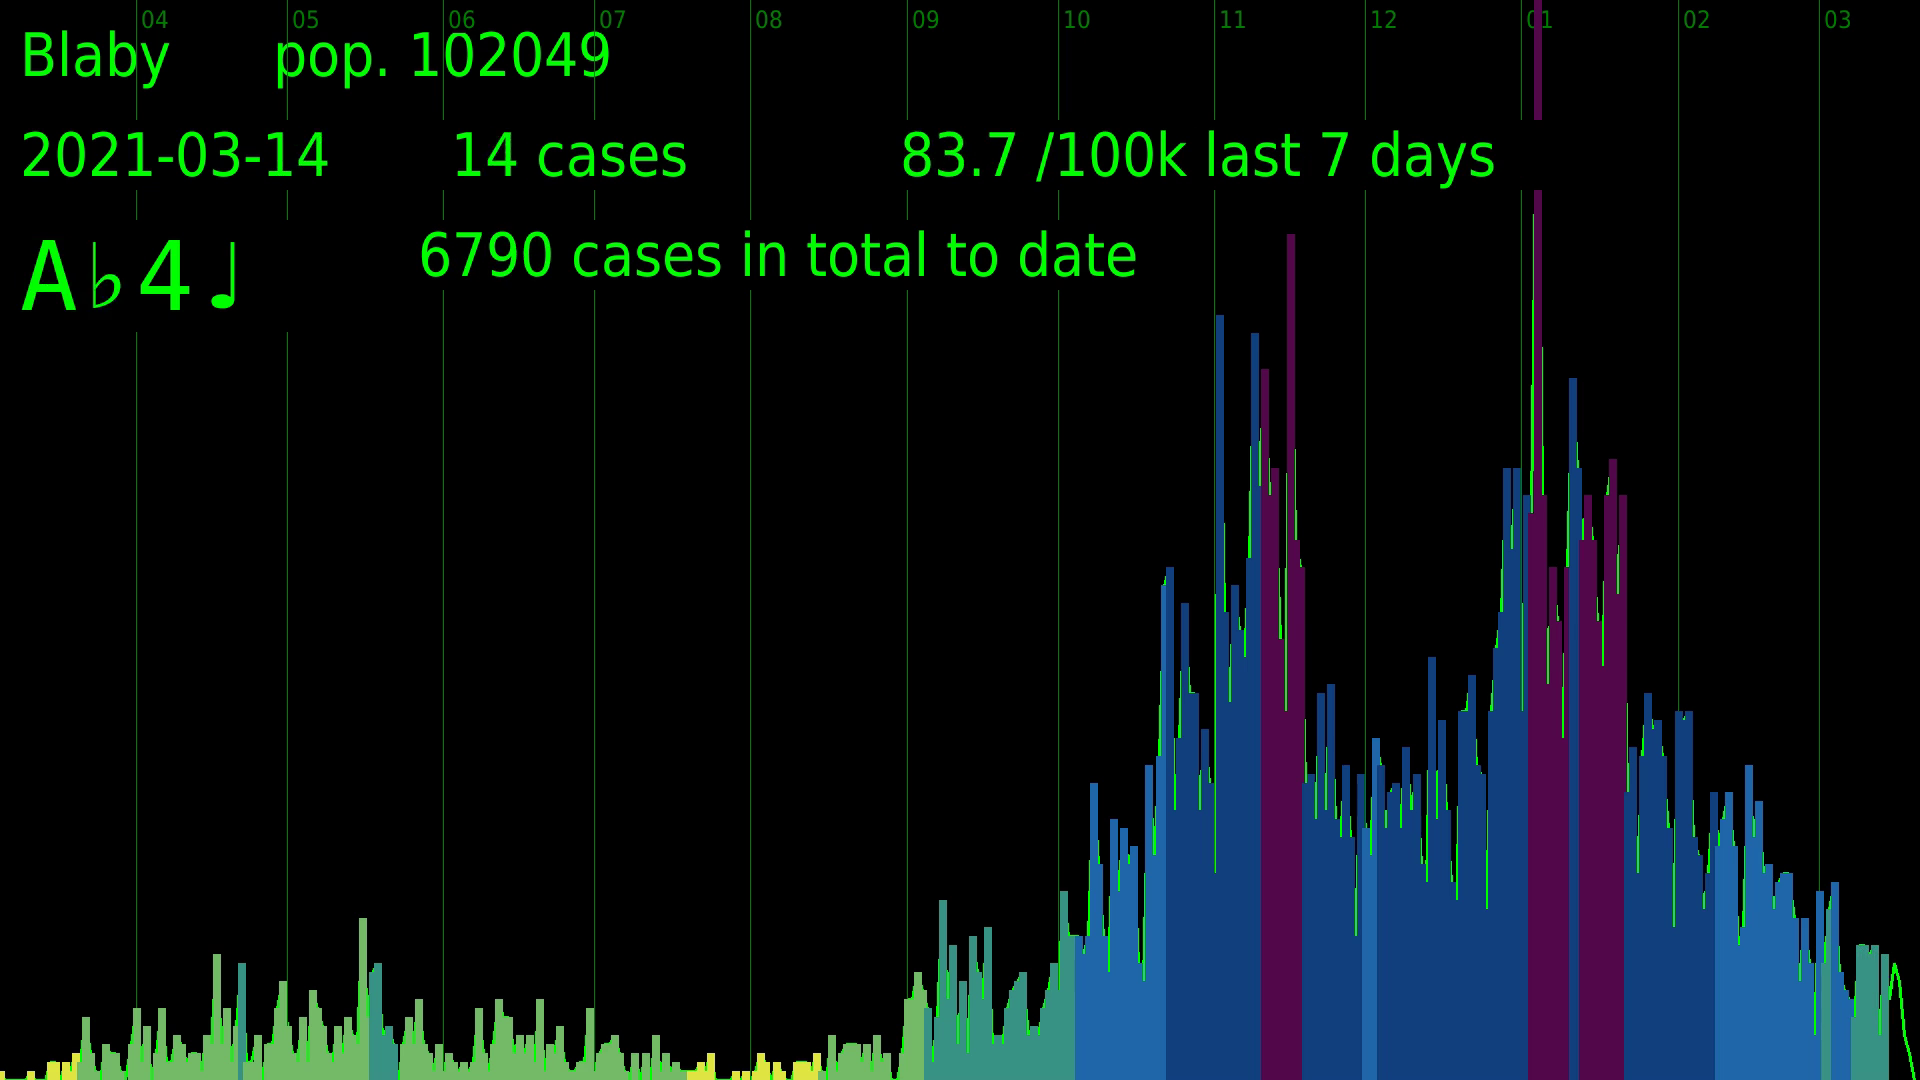 04 05 06 07 08 09 10 11 12 01 02 03
Blaby pop. 102049
2021-03-14 14 cases 83.7 /100k last 7 days
A♭4♩ 6790 cases in total to date